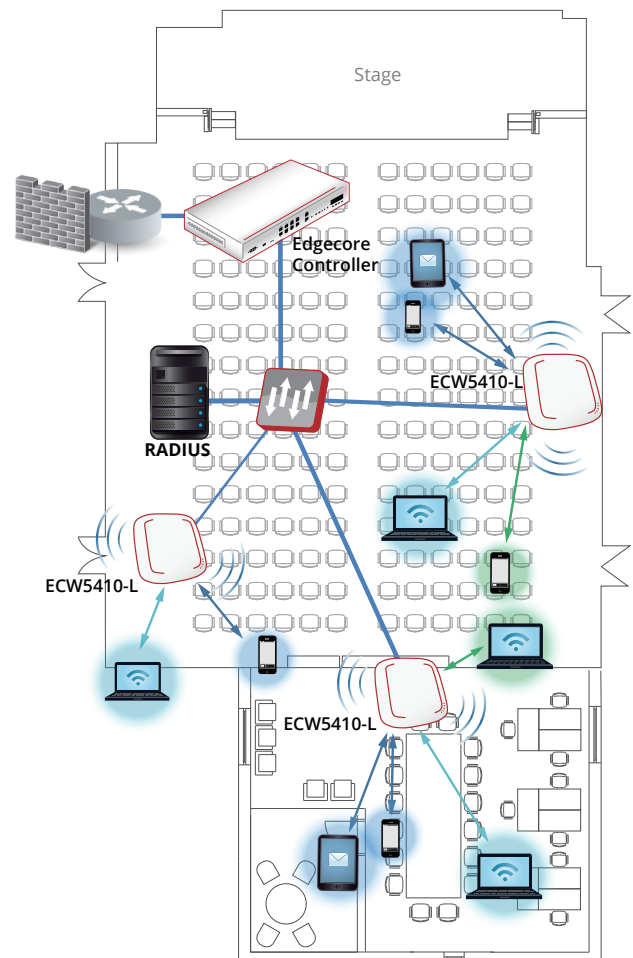 Stage
Edgecore
Controller
ECW5410-L
RADIUS
ECW5410-L
ECW5410-L